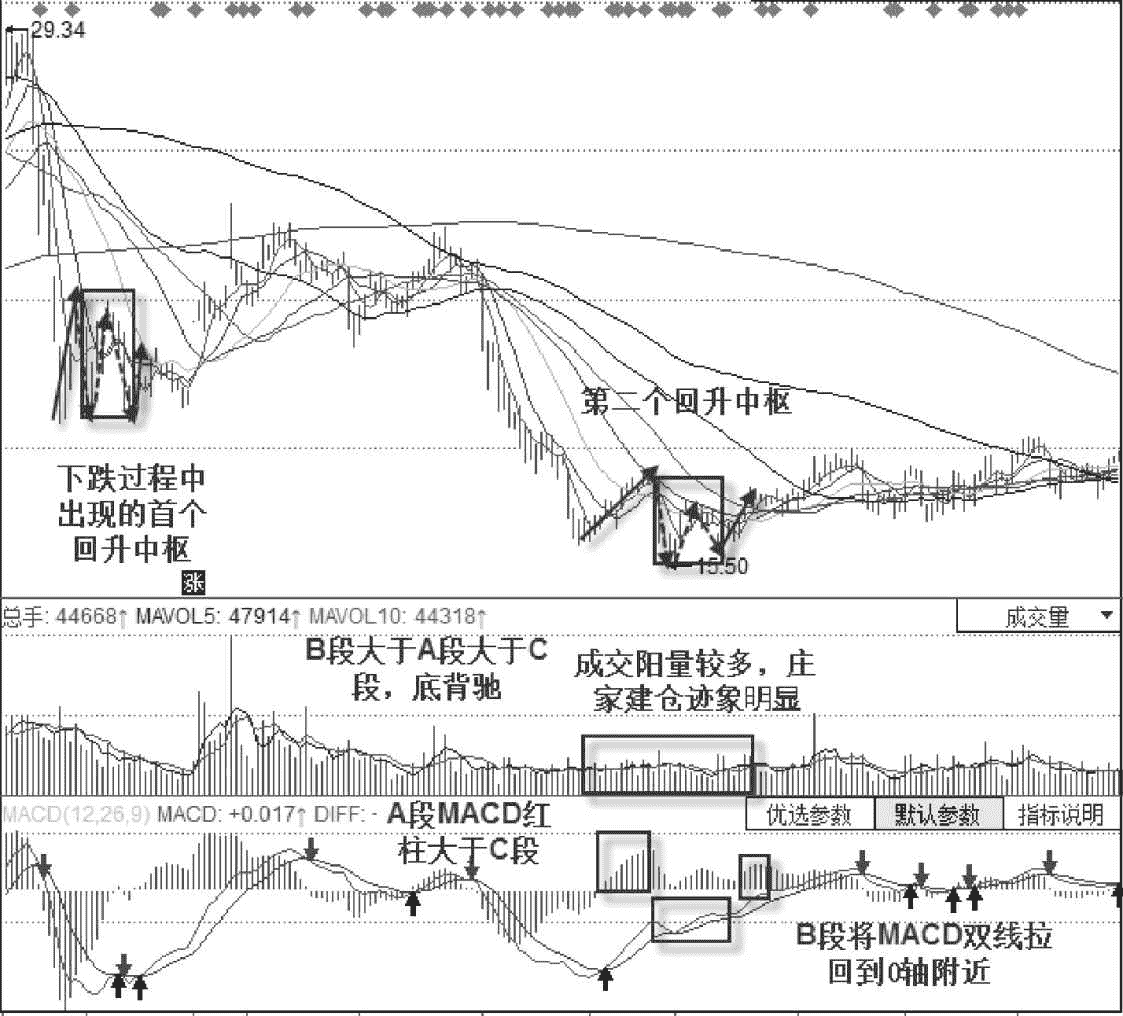 29.34
第二个回升中枢
下跌过程中
出现的首个
回升中枢
15.50
涨
总手: 44668↑ MAVOL5: 47914↑ MAVOL10: 44318↑
成交量
B段大于A段大于C
段，底背驰
成交阳量较多，庄
家建仓迹象明显
MACD(12,26,9) MACD: +0.017↑ DIFF: -
A段MACD红
柱大于C段
优选参数
默认参数
指标说明
B段将MACD双线拉
回到0轴附近